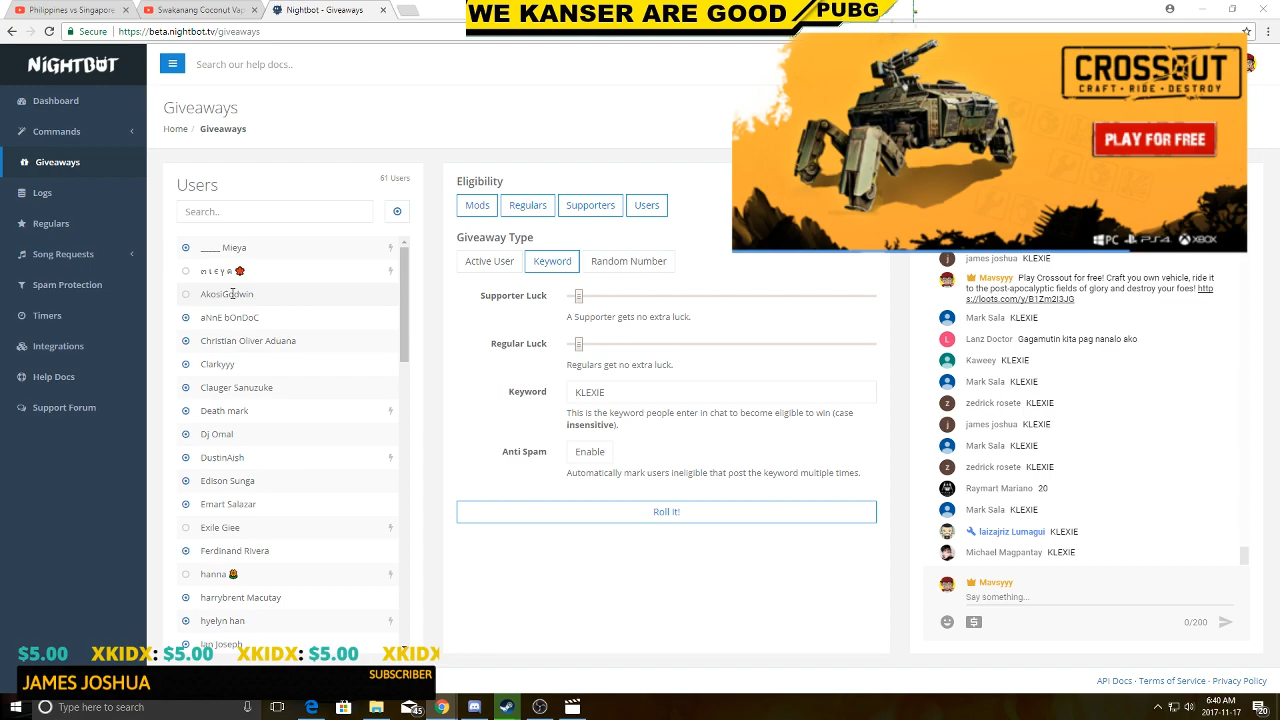 WE KANSER ARE GOOD
PUBG
Secure
https://beta.nightbot.tv/giveaways
NiGHTBOT
Search our help docs..
CROSSOUT
CRAFT • RIDE • DESTROY
PLAY FOR FREE
PC
PS4
XBOX
Dashboard
Commands
Giveaways
Logs
Regulars
Song Requests
Spam Protection
Timers
Integrations
Help Docs
Support Forum
Giveaways
Home / Giveaways
Users
61 Users
Search..
____ Mieya
AkosiGodwin
aNnE bOnDoC
Christian Oliver Aduana
Clarkyyy
Clauger Sanuzuke
Death mark
Dj Omal
DustinAish
Edison Sunga
Emart Salazar
Exile Giee
Ferdinand Rivera
hanna
harrybrent Macutay
hyelyn han
Ian Joseph
Eligibility
Mods
Regulars
Supporters
Users
Giveaway Type
Active User
Keyword
Random Number
Supporter Luck
A Supporter gets no extra luck.
Regular Luck
Regulars get no extra luck.
Keyword
KLEXIE
This is the keyword people enter in chat to become eligible to win (case
insensitive).
Anti Spam
Enable
Automatically mark users ineligible that post the keyword multiple times.
Roll It!
james joshua KLEXIE
Mavsyyy Play Crossout for free! Craft you own vehicle, ride it
to the post-apocalyptic fields of glory and destroy your foes! http
s://loots.com/y/B1Zm2I3JG
Mark Sala KLEXIE
Lanz Doctor Gagamutin kita pag nanalo ako
Kaweey KLEXIE
Mark Sala KLEXIE
zedrick rosete KLEXIE
james joshua KLEXIE
Mark Sala KLEXIE
zedrick rosete KLEXIE
Raymart Mariano 20
Mark Sala KLEXIE
laizajriz Lumagui KLEXIE
Michael Magpantay KLEXIE
Mavsyyy
Say something...
0/200
$5.00 XKIDX: $5.00 XKIDX: $5.00 XKIDX
SUBSCRIBER
JAMES JOSHUA
API Docs - Terms of Service - Privacy Policy
Type here to search
45
6:40 AM
2017-11-17
20